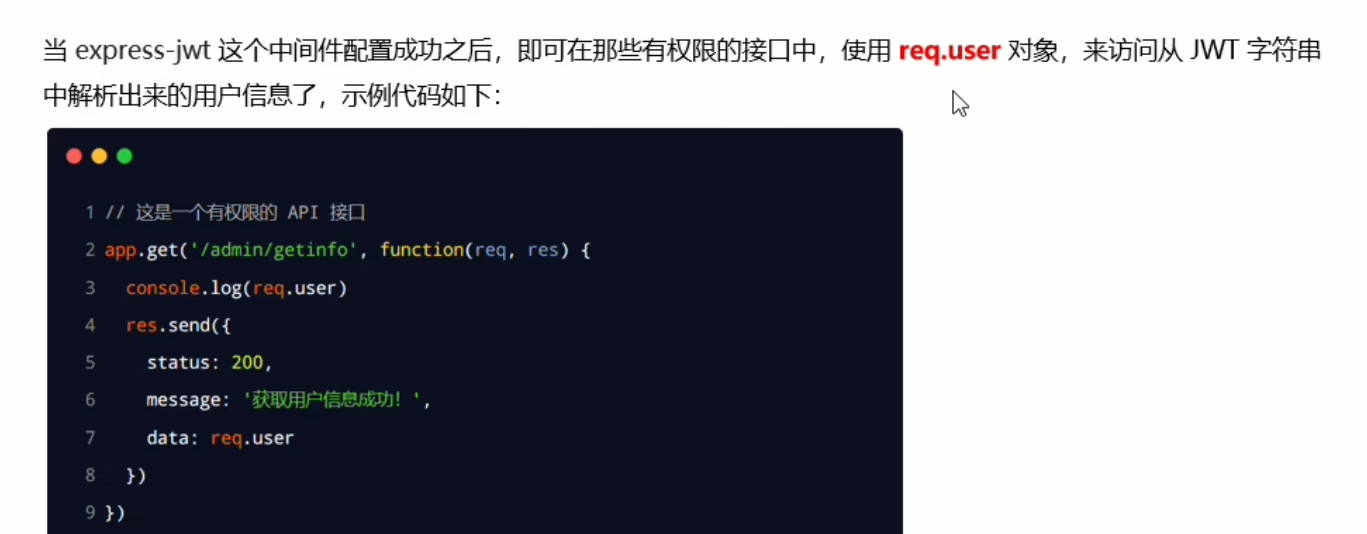 当 express-jwt 这个中间件配置成功之后，即可在那些有权限的接口中，使用 req.user 对象，来访问从 JWT 字符串
中解析出来的用户信息了，示例代码如下：
1 // 这是一个有权限的 API 接口
2 app.get('/admin/getinfo', function(req, res) {
3   console.log(req.user)
4   res.send({
5     status: 200,
6     message: '获取用户信息成功！',
7     data: req.user
8   })
9 })